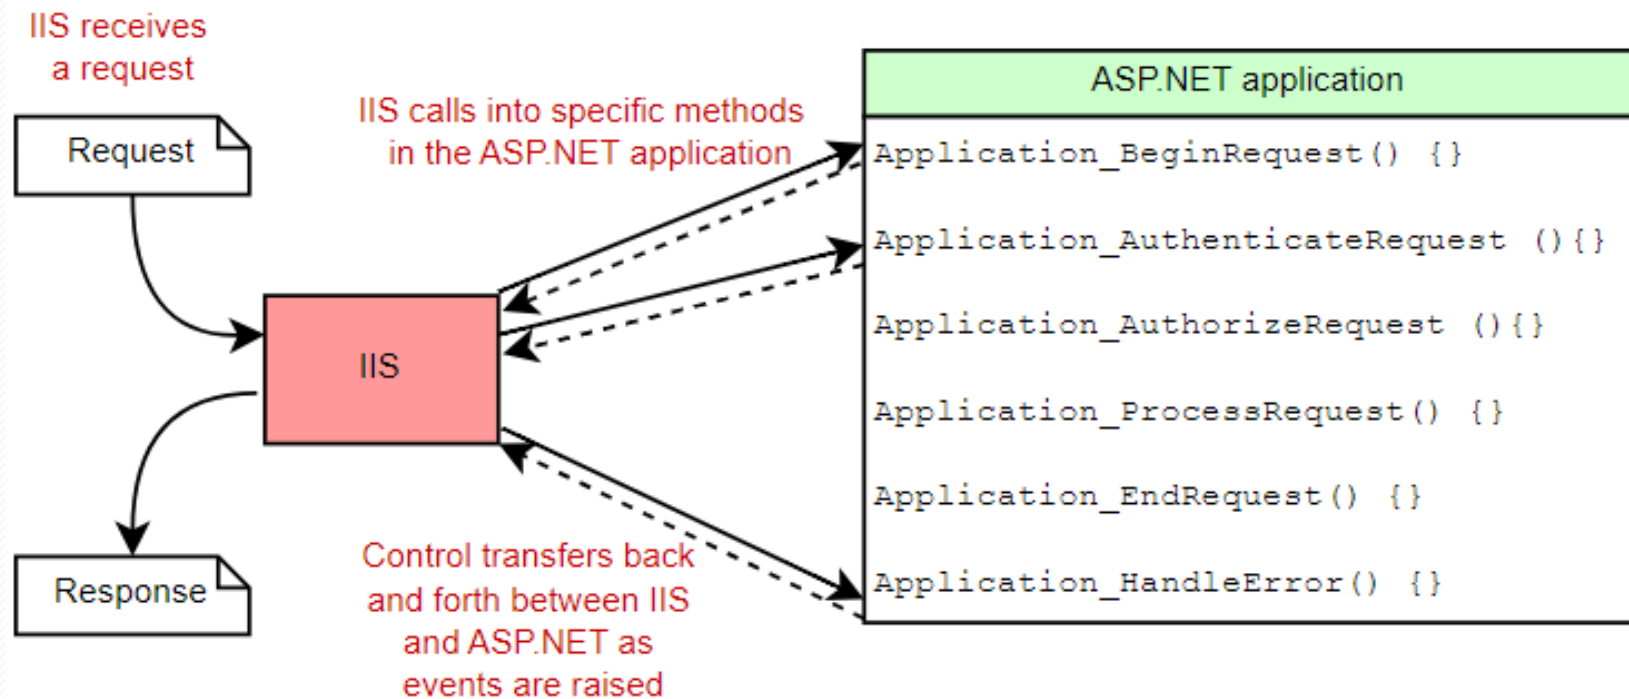 IIS receives
a request
Request
IIS calls into specific methods
in the ASP.NET application
ASP.NET application
Application_BeginRequest() {}
Application_AuthenticateRequest (){}
Application_AuthorizeRequest (){}
Application_ProcessRequest() {}
Application_EndRequest() {}
Application_HandleError() {}
IIS
Response
Control transfers back
and forth between IIS
and ASP.NET as
events are raised